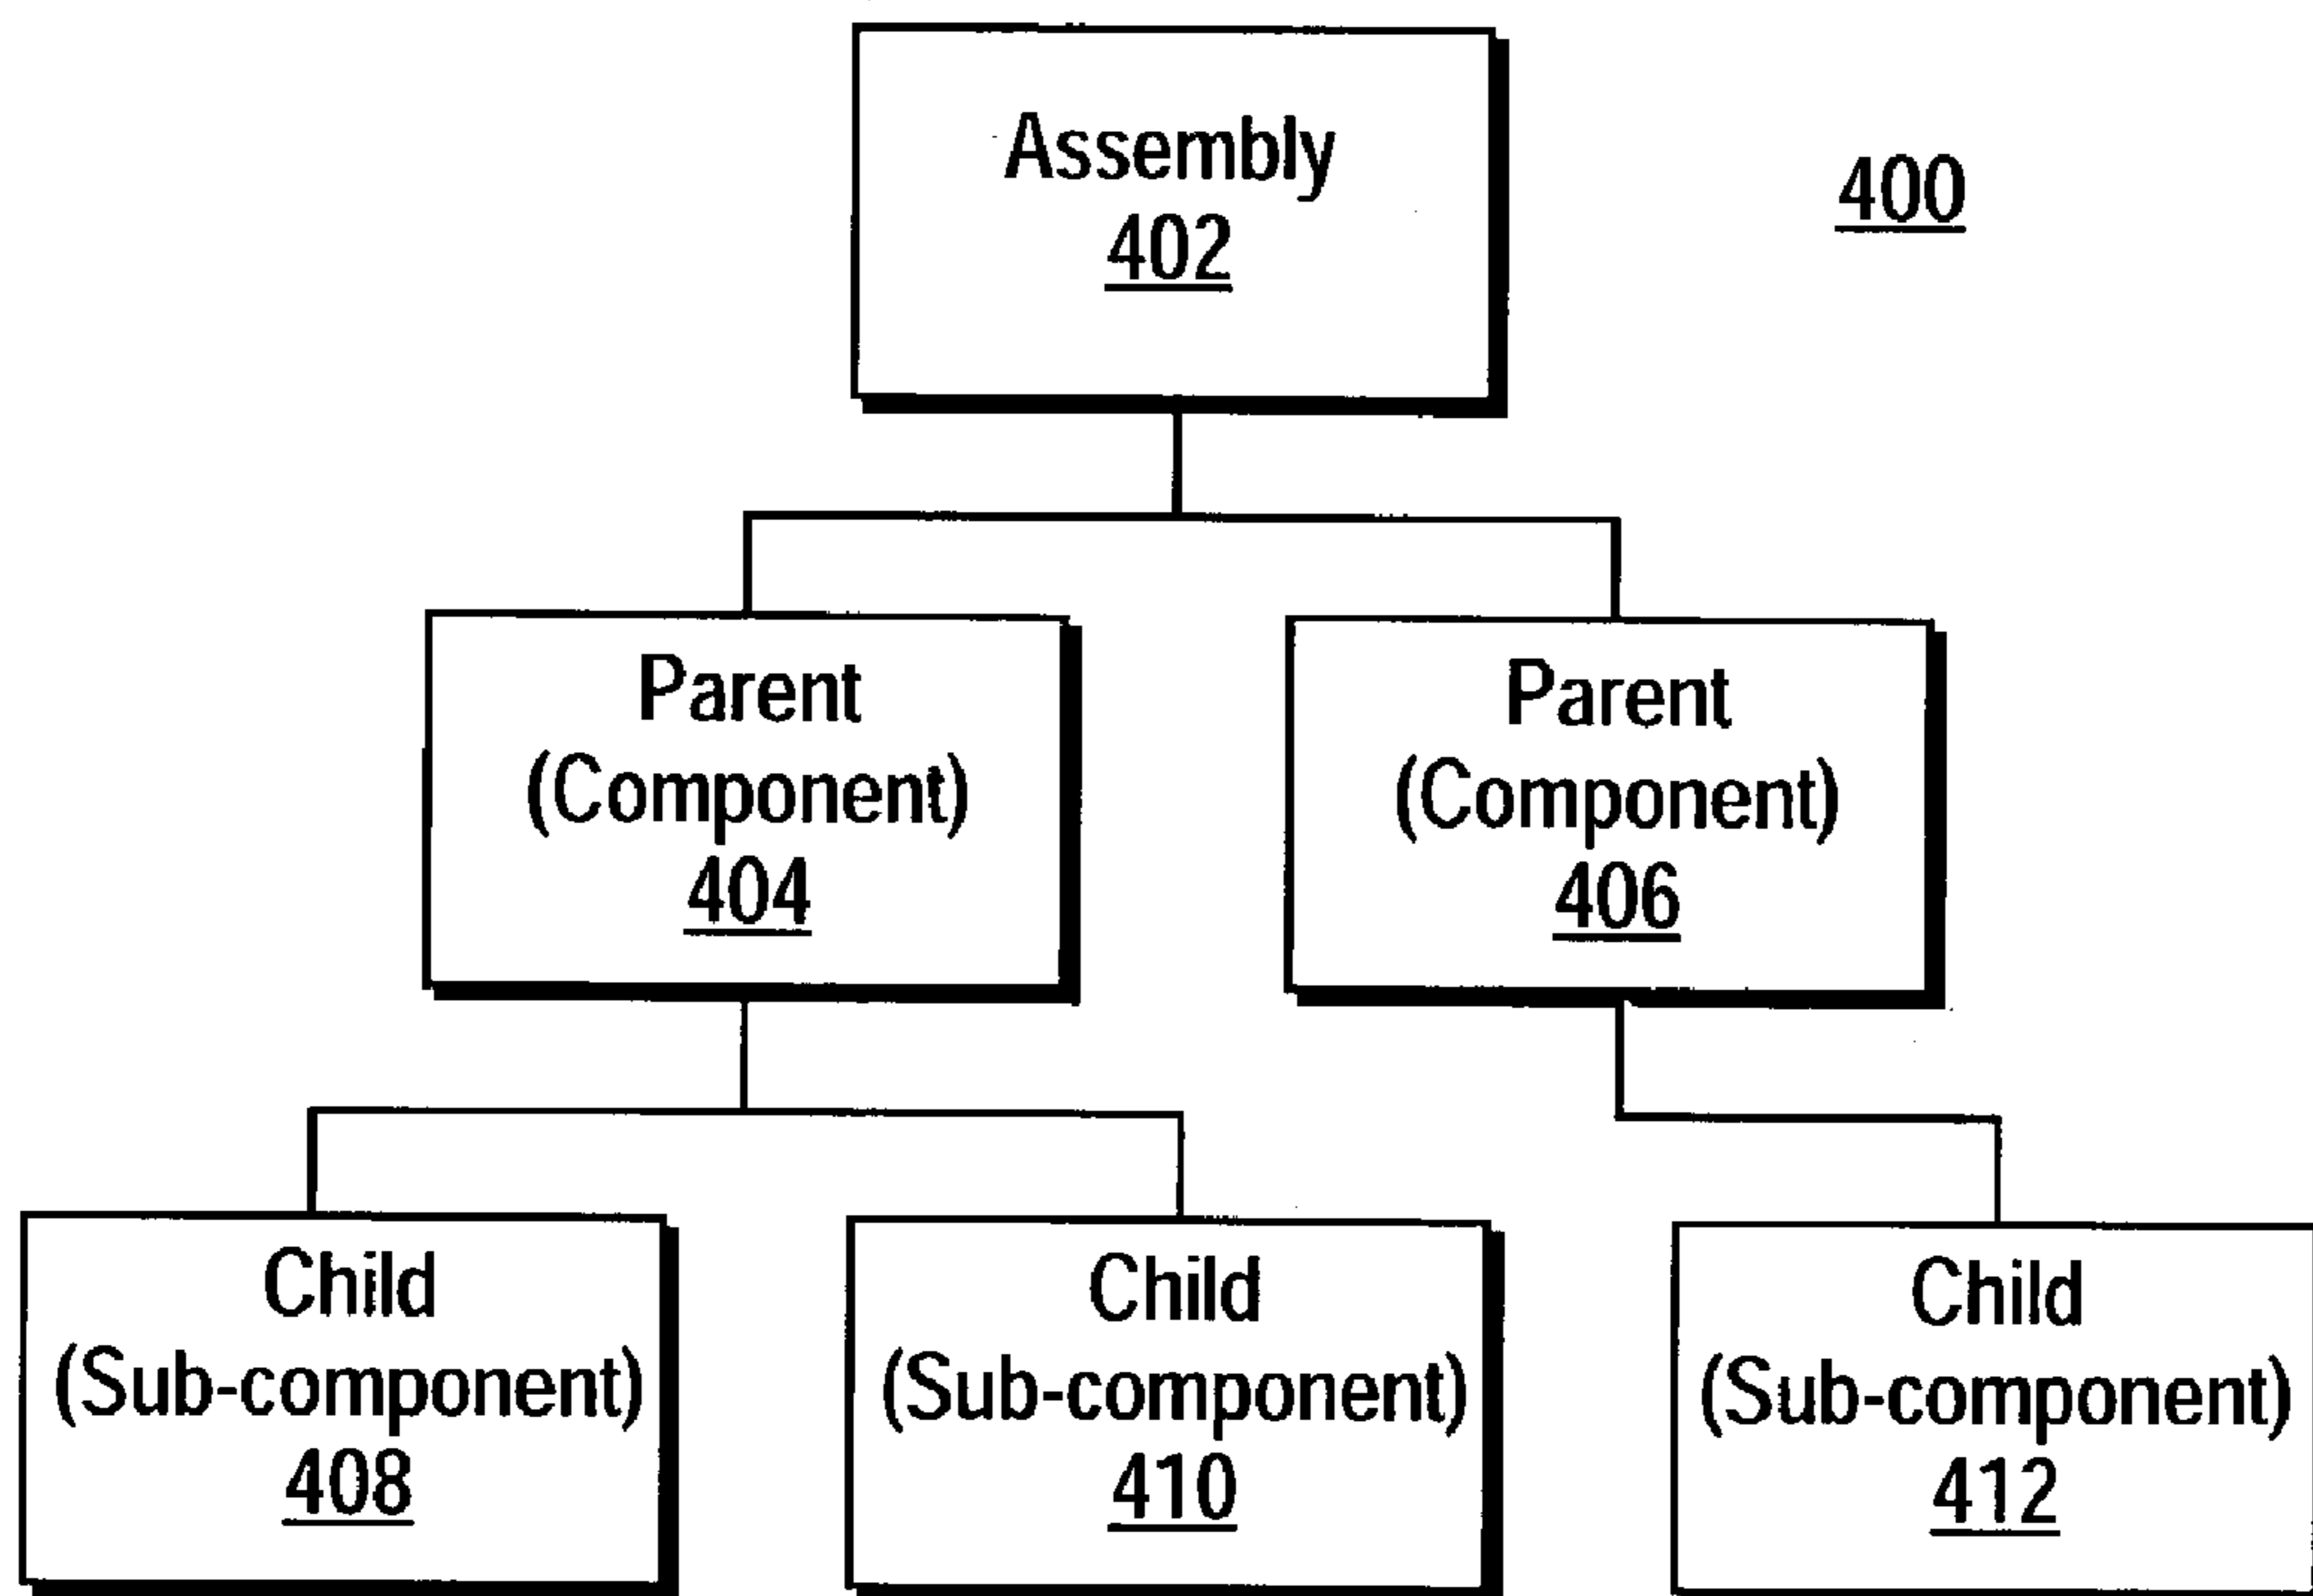 Assembly
402
400
Parent
(Component)
404
Parent
(Component)
406
Child
(Sub-component)
408
Child
(Sub-component)
410
Child
(Sub-component)
412